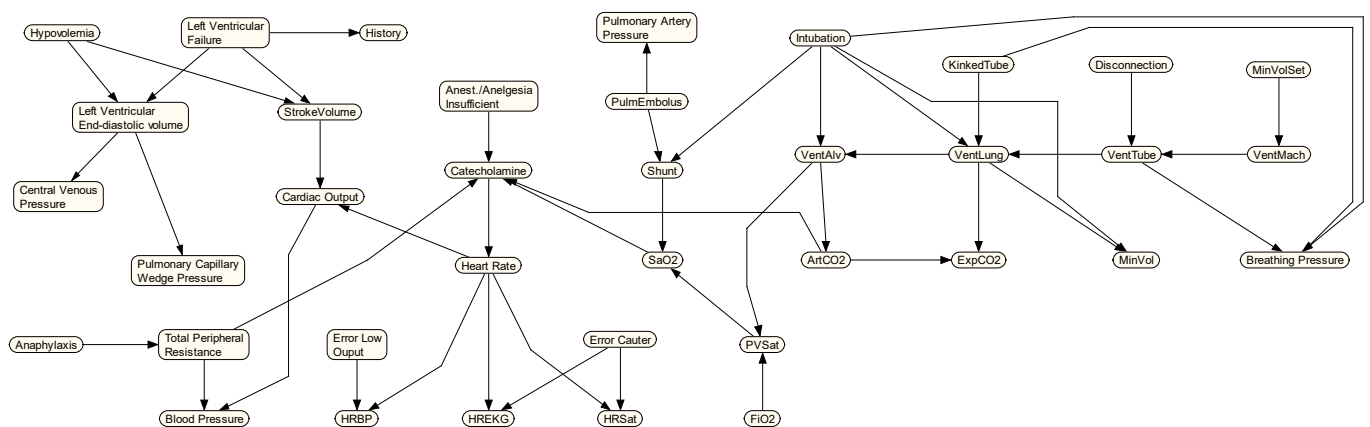 Hypovolemia
Left Ventricular
Failure
History
Pulmonary Artery
Pressure
Intubation
KinkedTube
Disconnection
MinVolSet
Left Ventricular
End-diastolic volume
StrokeVolume
Anest./Anelgesia
Insufficient
PulmEmbolus
VentAlv
VentLung
VentTube
VentMach
Central Venous
Pressure
Cardiac Output
Catecholamine
Shunt
Pulmonary Capillary
Wedge Pressure
Heart Rate
SaO2
ArtCO2
ExpCO2
MinVol
Breathing Pressure
Anaphylaxis
Total Peripheral
Resistance
Error Low
Ouput
Error Cauter
PVSat
Blood Pressure
HRBP
HREKG
HRSat
FiO2